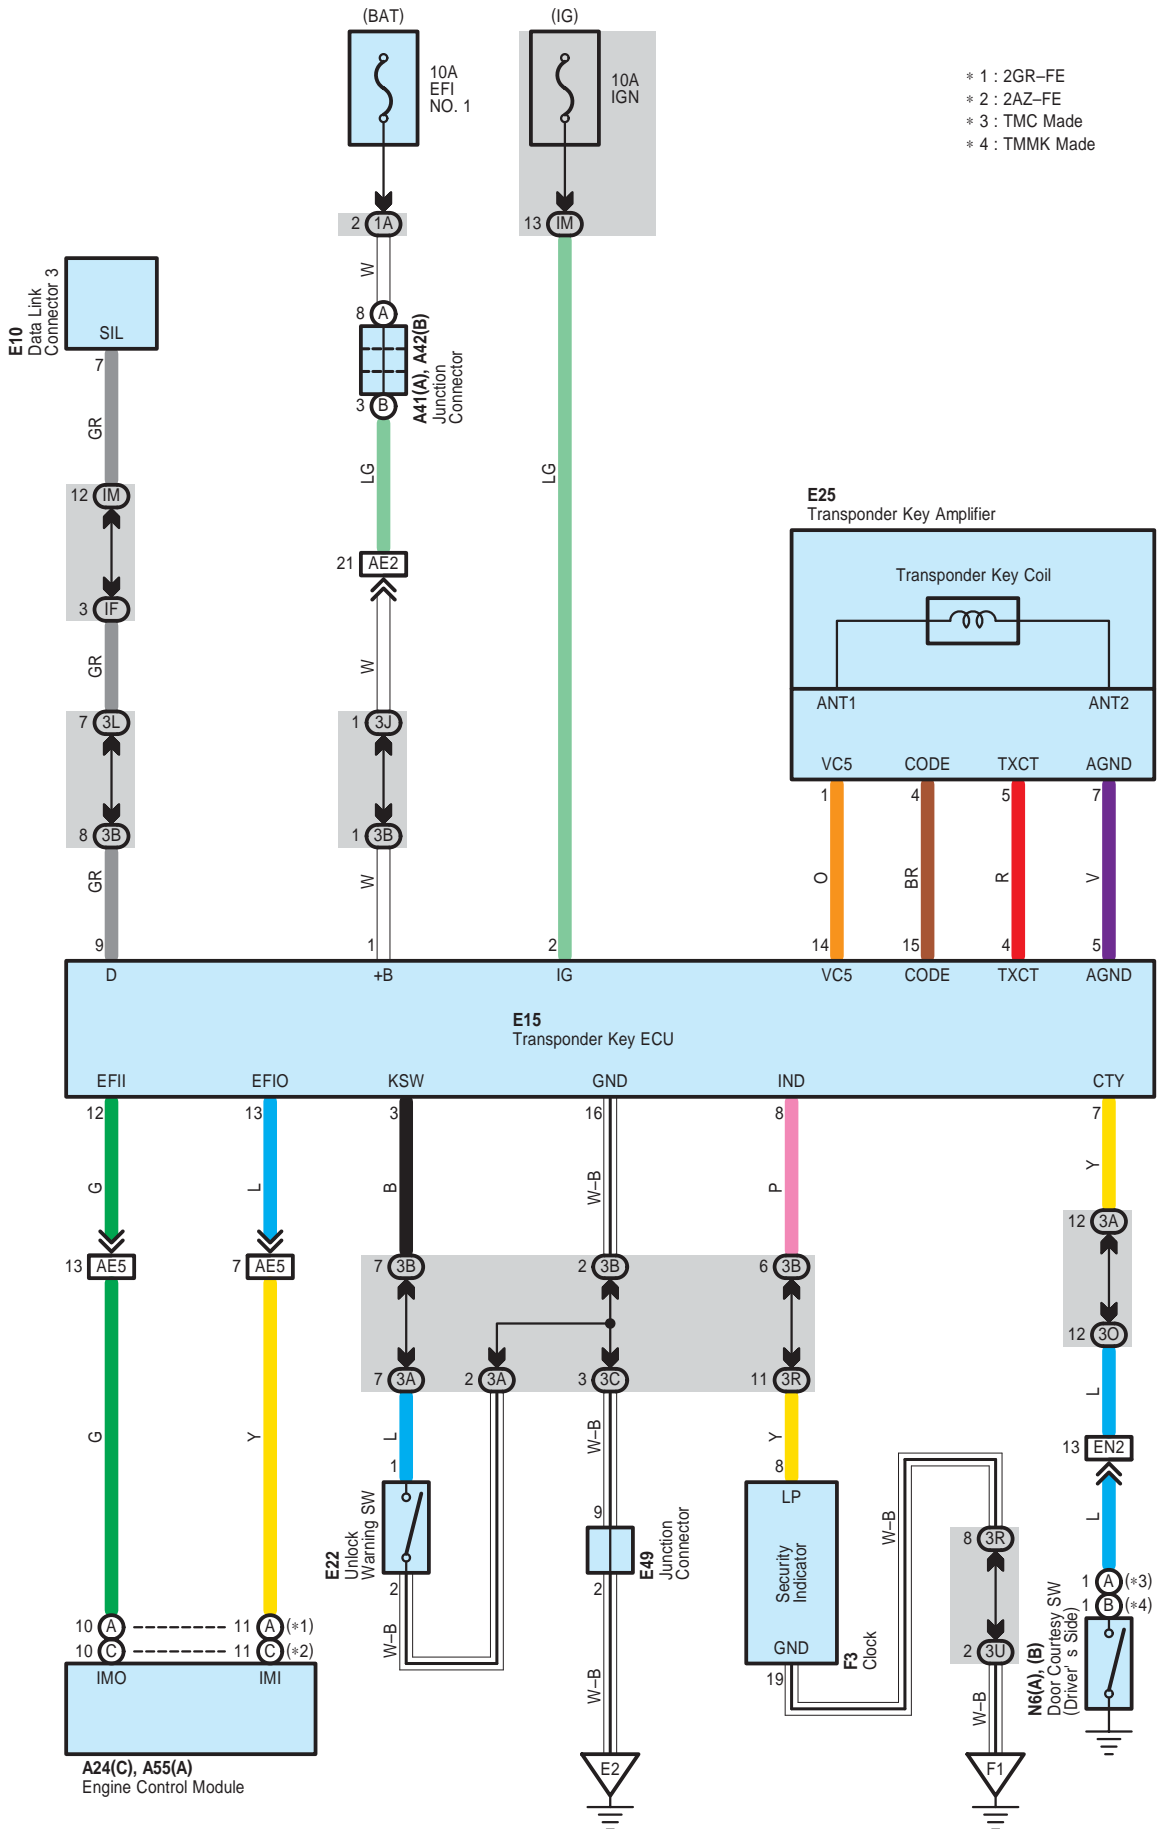 (BAT)
(IG)
10A
EFI
NO. 1
10A
IGN
* 1 : 2GR–FE
* 2 : 2AZ–FE
* 3 : TMC Made
* 4 : TMMK Made
2 1A
13 IM
W
E10
Data Link
Connector 3
SIL
7
8 A
A41(A), A42(B)
Junction
Connector
3 B
GR
LG
LG
12 IM
3 IF
21 AE2
E25
Transponder Key Amplifier
Transponder Key Coil
ANT1
ANT2
GR
W
7 3L
1 3J
VC5
CODE
TXCT
AGND
1
4
5
7
8 3B
1 3B
GR
W
O
BR
R
V
9
1
2
14
15
4
5
D
+B
IG
VC5
CODE
TXCT
AGND
E15
Transponder Key ECU
EFII
EFIO
KSW
GND
IND
CTY
12
13
3
16
8
7
G
L
B
W–B
P
Y
12 3A
13 AE5
7 AE5
7 3B
2 3B
6 3B
12 3O
7 3A
2 3A
3 3C
11 3R
G
Y
L
W–B
Y
L
13 EN2
1
9
8
E22
Unlock
Warning SW
2
E49
Junction
Connector
2
LP
Security
Indicator
GND
F3
Clock
19
W–B
8 3R
2 3U
L
1 A (*3)
1 B (*4)
N6(A), (B)
Door Courtesy SW
(Driver' s Side)
W–B
W–B
W–B
10 A
11 A (*1)
10 C
11 C (*2)
IMO
IMI
A24(C), A55(A)
Engine Control Module
E2
F1